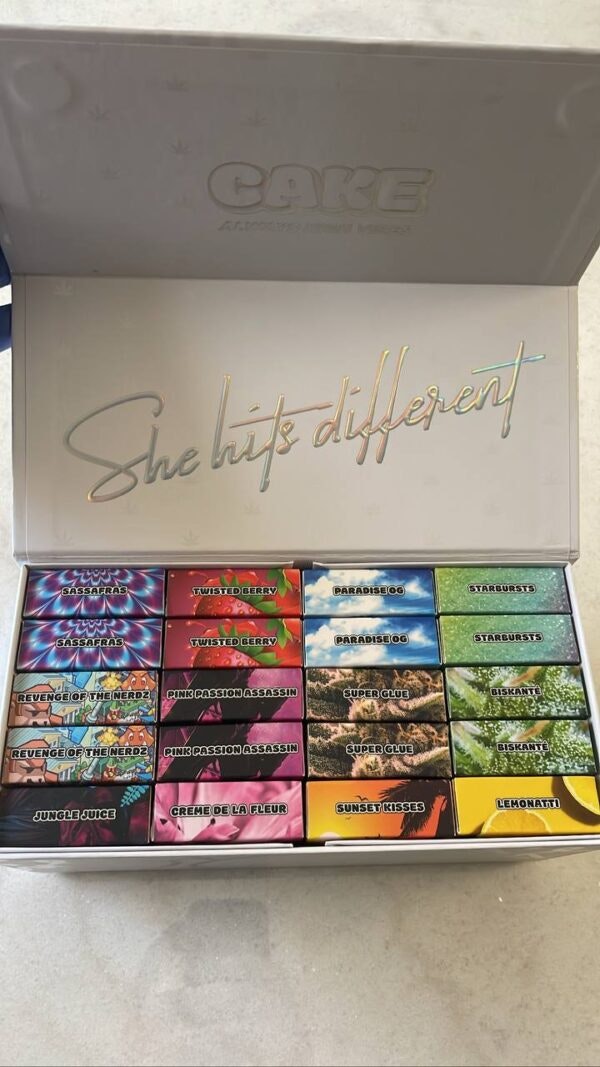 CAKE
She hits different
SASSAFRAS TWISTED BERRY PARADISE OG STARBURSTS
SASSAFRAS TWISTED BERRY PARADISE OG STARBURSTS
REVENGE OF THE NERDZ PINK PASSION ASSASSIN SUPER GLUE BISKANTE
REVENGE OF THE NERDZ PINK PASSION ASSASSIN SUPER GLUE BISKANTE
JUNGLE JUICE CREME DE LA FLEUR SUNSET KISSES LEMONATTI